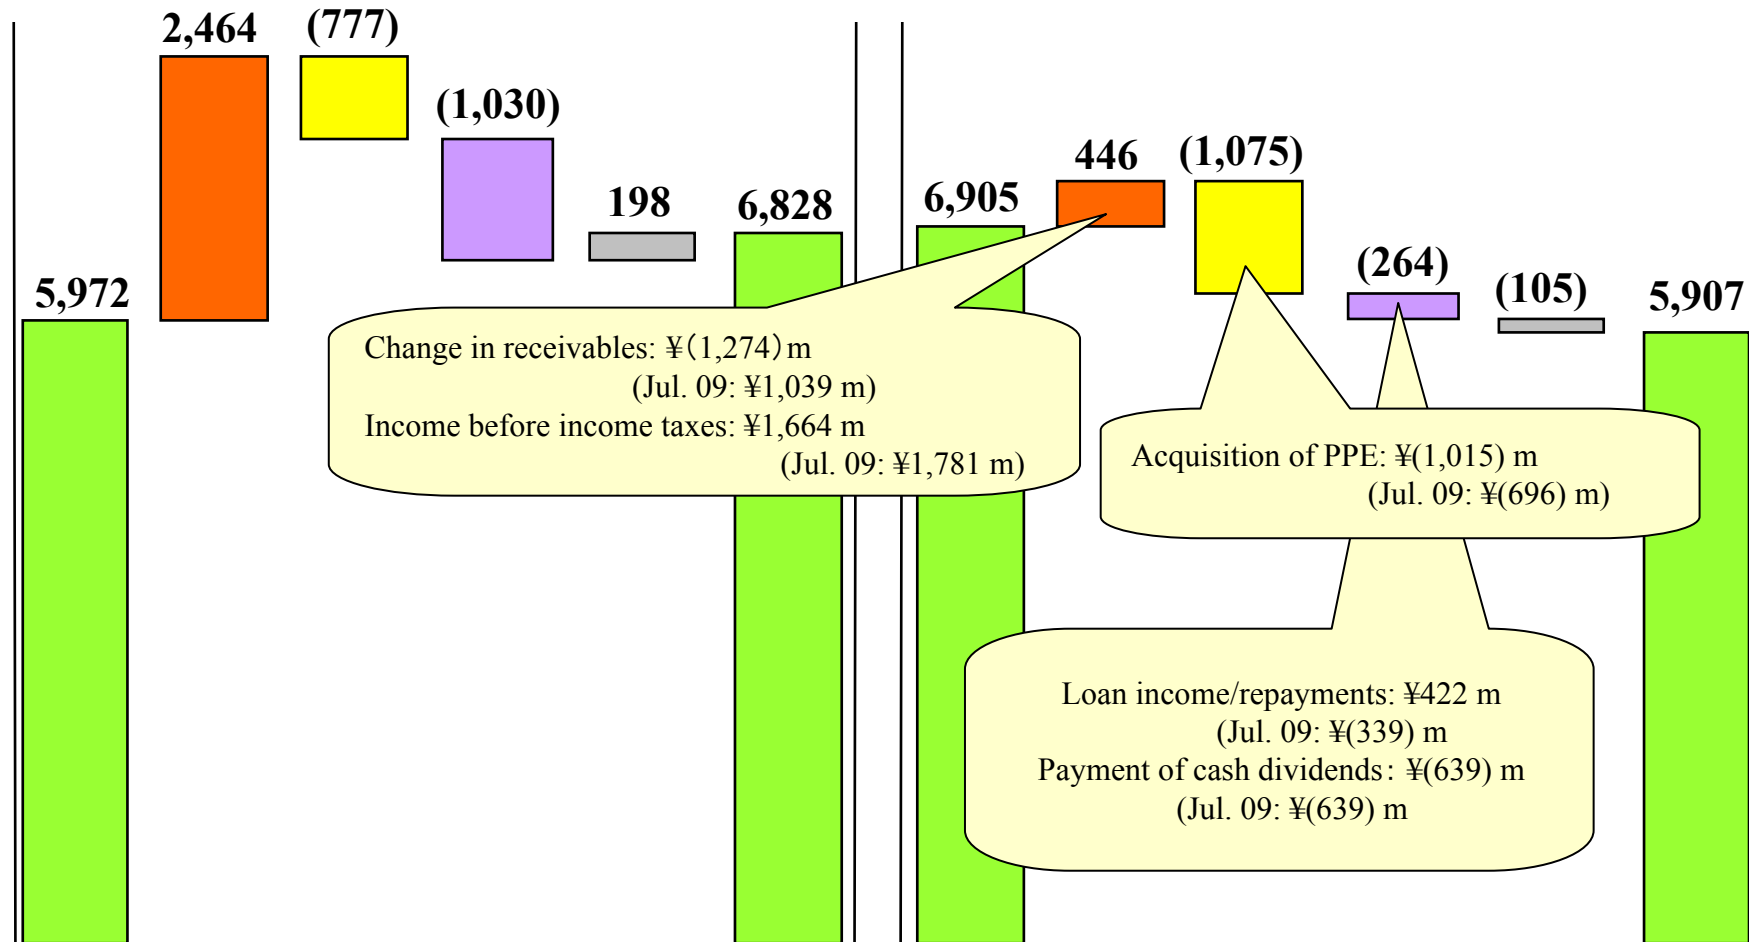 2,464
(777)
(1,030)
198
6,828
5,972
446
(1,075)
6,905
(264)
(105)
5,907
Change in receivables: ¥（1,274）m
(Jul. 09: ¥1,039 m)
Income before income taxes: ¥1,664 m
(Jul. 09: ¥1,781 m)
Acquisition of PPE: ¥(1,015) m
(Jul. 09: ¥(696) m)
Loan income/repayments: ¥422 m
(Jul. 09: ¥(339) m
Payment of cash dividends： ¥(639) m
(Jul. 09: ¥(639) m